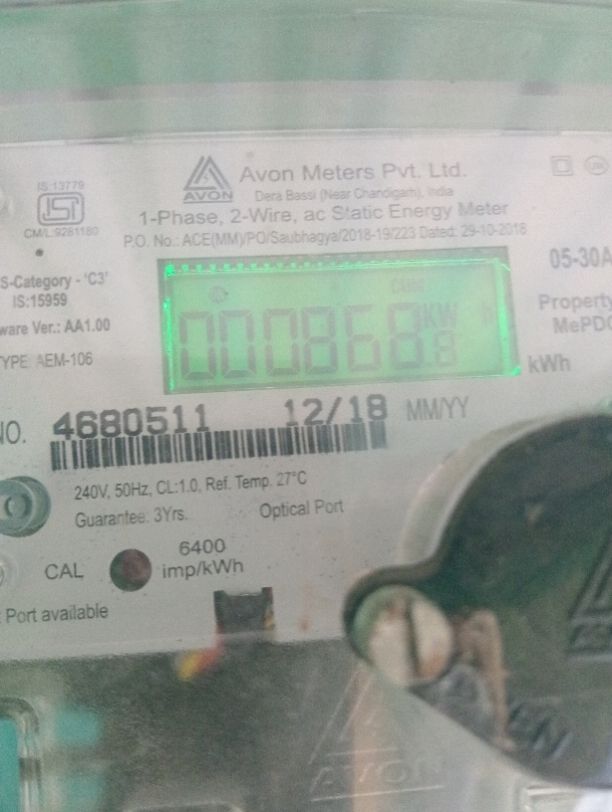 IS:13779
CM/L.9281180
AVON
Avon Meters Pvt. Ltd.
Dera Bassi (Near Chandigarh), India
1-Phase, 2-Wire, ac Static Energy Meter
P.O. No.: ACE(MM)/PO/Saubhagya/2018-19/223 Dated: 29-10-2018
S-Category - 'C3'
IS:15959
ware Ver.: AA1.00
TYPE: AEM-106
05-30A
Property
MePDC
KW h
kWh
NO. 4680511 12/18 MM/YY
240V, 50Hz, CL:1.0, Ref. Temp. 27°C
Guarantee: 3Yrs. Optical Port
CAL 6400
imp/kWh
Port available
AVON